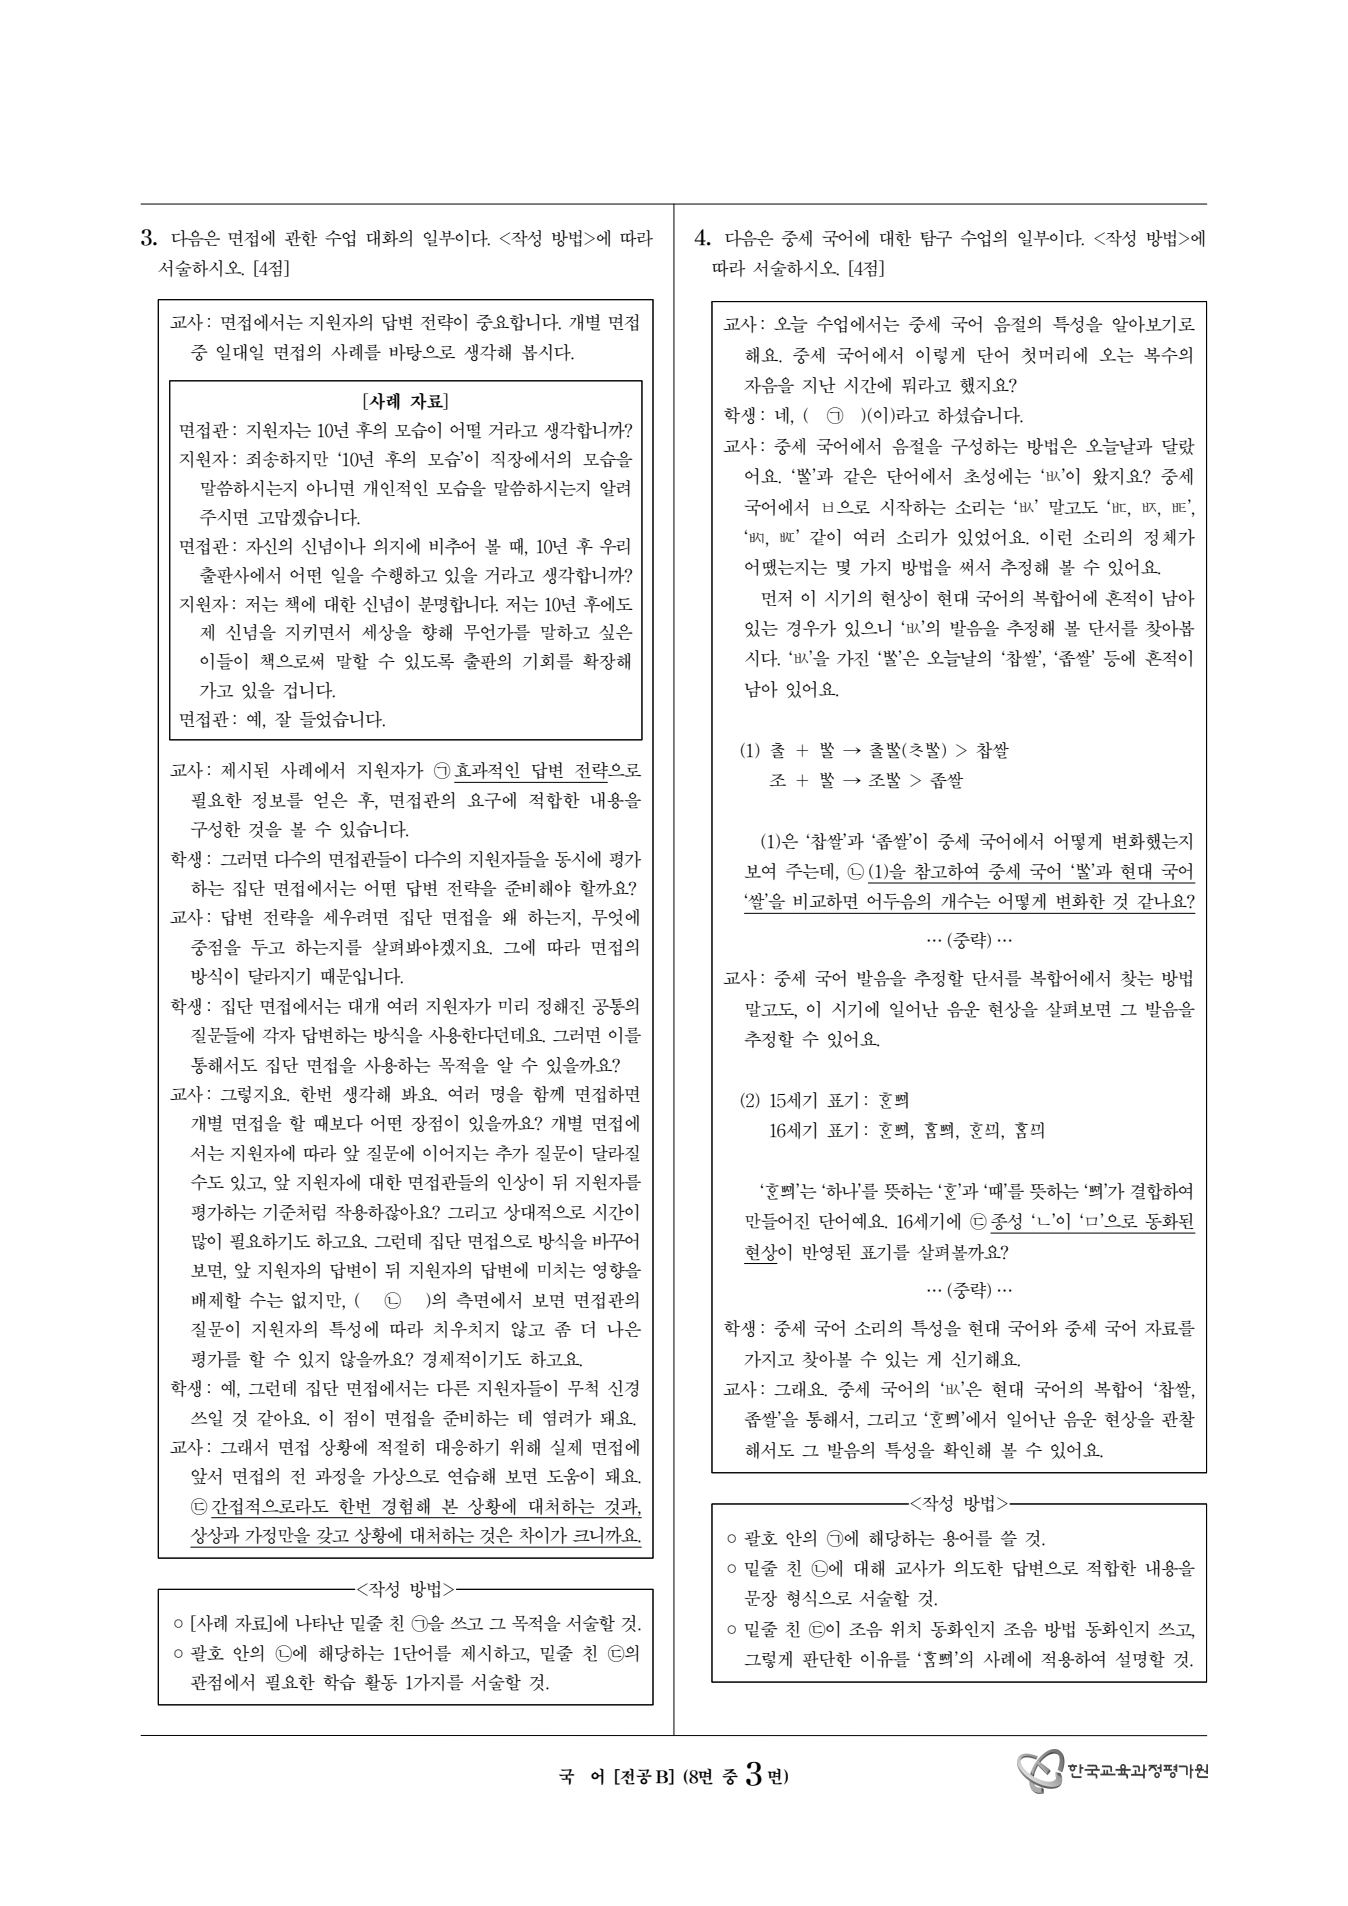 3. 다음은 면접에 관한 수업 대화의 일부이다. <작성 방법>에 따라
서술하시오. [4점]
교사 : 면접에서는 지원자의 답변 전략이 중요합니다. 개별 면접
중 일대일 면접의 사례를 바탕으로 생각해 봅시다.
[사례 자료]
면접관 : 지원자는 10년 후의 모습이 어떨 거라고 생각합니까?
지원자 : 죄송하지만 ‘10년 후의 모습’이 직장에서의 모습을
말씀하시는지 아니면 개인적인 모습을 말씀하시는지 알려
주시면 고맙겠습니다.
면접관 : 자신의 신념이나 의지에 비추어 볼 때, 10년 후 우리
출판사에서 어떤 일을 수행하고 있을 거라고 생각합니까?
지원자 : 저는 책에 대한 신념이 분명합니다. 저는 10년 후에도
제 신념을 지키면서 세상을 향해 무언가를 말하고 싶은
이들이 책으로써 말할 수 있도록 출판의 기회를 확장해
가고 있을 겁니다.
면접관 : 예, 잘 들었습니다.
교사 : 제시된 사례에서 지원자가 ㉠효과적인 답변 전략으로
필요한 정보를 얻은 후, 면접관의 요구에 적합한 내용을
구성한 것을 볼 수 있습니다.
학생 : 그러면 다수의 면접관들이 다수의 지원자들을 동시에 평가
하는 집단 면접에서는 어떤 답변 전략을 준비해야 할까요?
교사 : 답변 전략을 세우려면 집단 면접을 왜 하는지, 무엇에
중점을 두고 하는지를 살펴봐야겠지요. 그에 따라 면접의
방식이 달라지기 때문입니다.
학생 : 집단 면접에서는 대개 여러 지원자가 미리 정해진 공통의
질문들에 각자 답변하는 방식을 사용한다던데요. 그러면 이를
통해서도 집단 면접을 사용하는 목적을 알 수 있을까요?
교사 : 그렇지요. 한번 생각해 봐요. 여러 명을 함께 면접하면
개별 면접을 할 때보다 어떤 장점이 있을까요? 개별 면접에
서는 지원자에 따라 앞 질문에 이어지는 추가 질문이 달라질
수도 있고, 앞 지원자에 대한 면접관들의 인상이 뒤 지원자를
평가하는 기준처럼 작용하잖아요? 그리고 상대적으로 시간이
많이 필요하기도 하고요. 그런데 집단 면접으로 방식을 바꾸어
보면, 앞 지원자의 답변이 뒤 지원자의 답변에 미치는 영향을
배제할 수는 없지만, ( ㉡ )의 측면에서 보면 면접관의
질문이 지원자의 특성에 따라 치우치지 않고 좀 더 나은
평가를 할 수 있지 않을까요? 경제적이기도 하고요.
학생 : 예, 그런데 집단 면접에서는 다른 지원자들이 무척 신경
쓰일 것 같아요. 이 점이 면접을 준비하는 데 염려가 돼요.
교사 : 그래서 면접 상황에 적절히 대응하기 위해 실제 면접에
앞서 면접의 전 과정을 가상으로 연습해 보면 도움이 돼요.
㉢간접적으로라도 한번 경험해 본 상황에 대처하는 것과,
상상과 가정만을 갖고 상황에 대처하는 것은 차이가 크니까요.
<작성 방법>
○ [사례 자료]에 나타난 밑줄 친 ㉠을 쓰고 그 목적을 서술할 것.
○ 괄호 안의 ㉡에 해당하는 1단어를 제시하고, 밑줄 친 ㉢의
관점에서 필요한 학습 활동 1가지를 서술할 것.
4. 다음은 중세 국어에 대한 탐구 수업의 일부이다. <작성 방법>에
따라 서술하시오. [4점]
교사 : 오늘 수업에서는 중세 국어 음절의 특성을 알아보기로
해요. 중세 국어에서 이렇게 단어 첫머리에 오는 복수의
자음을 지난 시간에 뭐라고 했지요?
학생 : 네, ( ㉠ )(이)라고 하셨습니다.
교사 : 중세 국어에서 음절을 구성하는 방법은 오늘날과 달랐
어요. ‘ᄡᆞᆯ’과 같은 단어에서 초성에는 ‘ㅄ’이 왔지요? 중세
국어에서 ㅂ으로 시작하는 소리는 ‘ㅄ’ 말고도 ‘ㅳ, ㅶ, ㅷ’,
‘ㅴ, ㅵ’ 같이 여러 소리가 있었어요. 이런 소리의 정체가
어땠는지는 몇 가지 방법을 써서 추정해 볼 수 있어요.
먼저 이 시기의 현상이 현대 국어의 복합어에 흔적이 남아
있는 경우가 있으니 ‘ㅄ’의 발음을 추정해 볼 단서를 찾아봅
시다. ‘ㅄ’을 가진 ‘ᄡᆞᆯ’은 오늘날의 ‘찹쌀’, ‘좁쌀’ 등에 흔적이
남아 있어요.
(1) 출 + ᄡᆞᆯ → 출ᄡᆞᆯ(ᄎᆞᄡᆞᆯ) > 찹쌀
조 + ᄡᆞᆯ → 조ᄡᆞᆯ > 좁쌀
(1)은 ‘찹쌀’과 ‘좁쌀’이 중세 국어에서 어떻게 변화했는지
보여 주는데, ㉡(1)을 참고하여 중세 국어 ‘ᄡᆞᆯ’과 현대 국어
‘쌀’을 비교하면 어두음의 개수는 어떻게 변화한 것 같나요?
⋯ (중략) ⋯
교사 : 중세 국어 발음을 추정할 단서를 복합어에서 찾는 방법
말고도, 이 시기에 일어난 음운 현상을 살펴보면 그 발음을
추정할 수 있어요.
(2) 15세기 표기 : ᄒᆞᆫᄢᅴ
16세기 표기 : ᄒᆞᆫᄢᅴ, ᄒᆞᆷᄢᅴ, ᄒᆞᆫᄭᅴ, ᄒᆞᆷᄭᅴ
‘ᄒᆞᆫᄢᅴ’는 ‘하나’를 뜻하는 ‘ᄒᆞᆫ’과 ‘때’를 뜻하는 ‘ᄢᅴ’가 결합하여
만들어진 단어예요. 16세기에 ㉢종성 ‘ㄴ’이 ‘ㅁ’으로 동화된
현상이 반영된 표기를 살펴볼까요?
⋯ (중략) ⋯
학생 : 중세 국어 소리의 특성을 현대 국어와 중세 국어 자료를
가지고 찾아볼 수 있는 게 신기해요.
교사 : 그래요. 중세 국어의 ‘ㅄ’은 현대 국어의 복합어 ‘찹쌀,
좁쌀’을 통해서, 그리고 ‘ᄒᆞᆫᄢᅴ’에서 일어난 음운 현상을 관찰
해서도 그 발음의 특성을 확인해 볼 수 있어요.
<작성 방법>
○ 괄호 안의 ㉠에 해당하는 용어를 쓸 것.
○ 밑줄 친 ㉡에 대해 교사가 의도한 답변으로 적합한 내용을
문장 형식으로 서술할 것.
○ 밑줄 친 ㉢이 조음 위치 동화인지 조음 방법 동화인지 쓰고,
그렇게 판단한 이유를 ‘ᄒᆞᆷᄢᅴ’의 사례에 적용하여 설명할 것.
국 어 [전공 B] (8면 중 3 면)
한국교육과정평가원